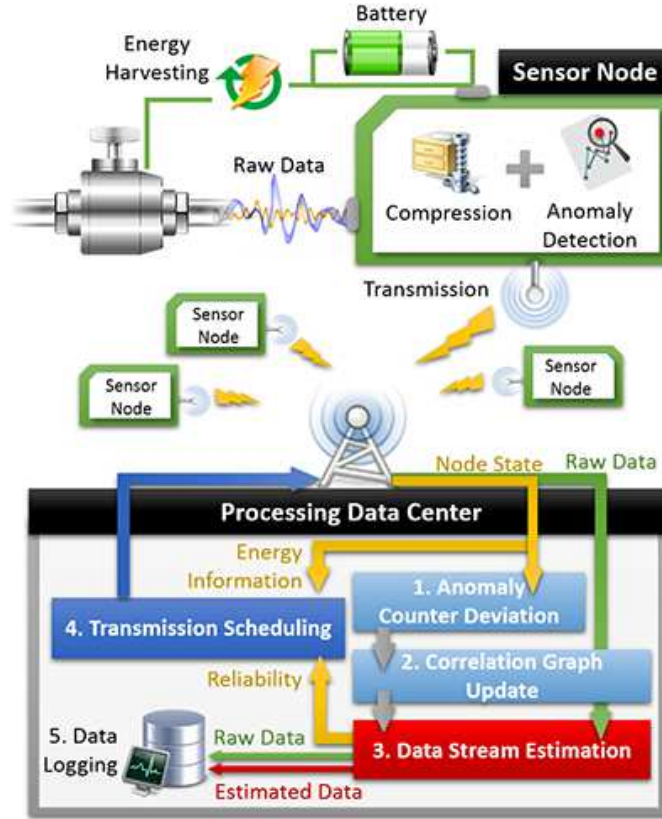 Battery
Energy
Harvesting
Sensor Node
Raw Data
Compression
Anomaly
Detection
Transmission
Sensor
Node
Sensor
Node
Sensor
Node
Node State
Raw Data
Processing Data Center
Energy
Information
1. Anomaly
Counter Deviation
4. Transmission Scheduling
2. Correlation Graph
Update
Reliability
5. Data
Logging
Raw Data
3. Data Stream Estimation
Estimated Data